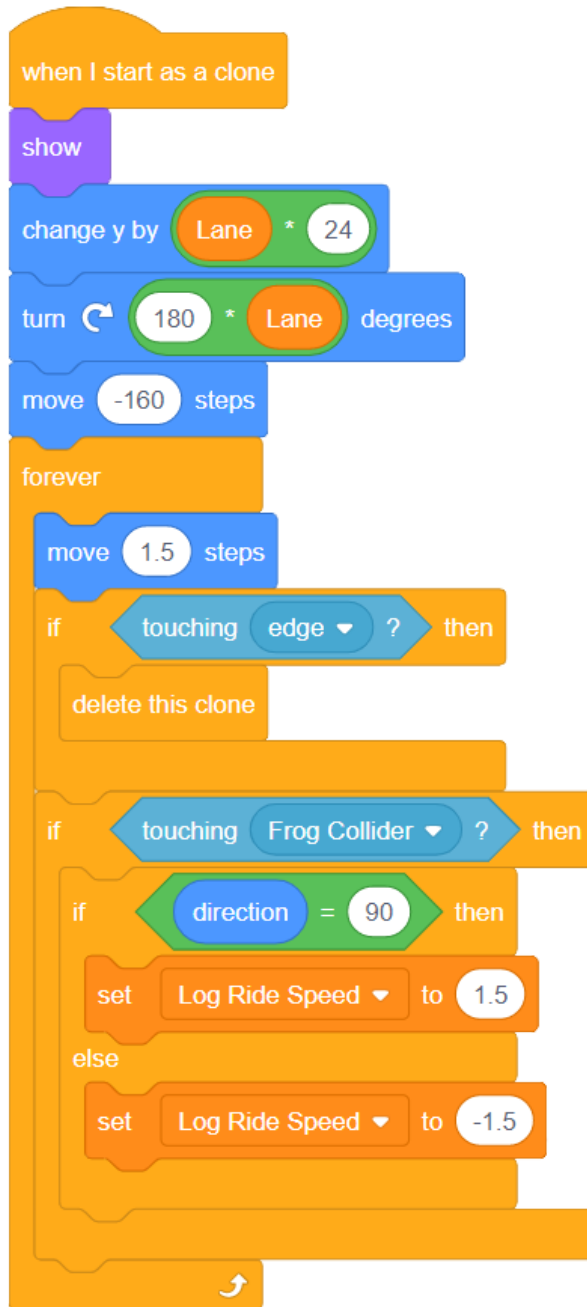 when I start as a clone
show
change y by Lane * 24
turn 180 * Lane degrees
move -160 steps
forever
move 1.5 steps
if touching edge ? then
delete this clone
if touching Frog Collider ? then
if direction = 90 then
set Log Ride Speed to 1.5
else
set Log Ride Speed to -1.5